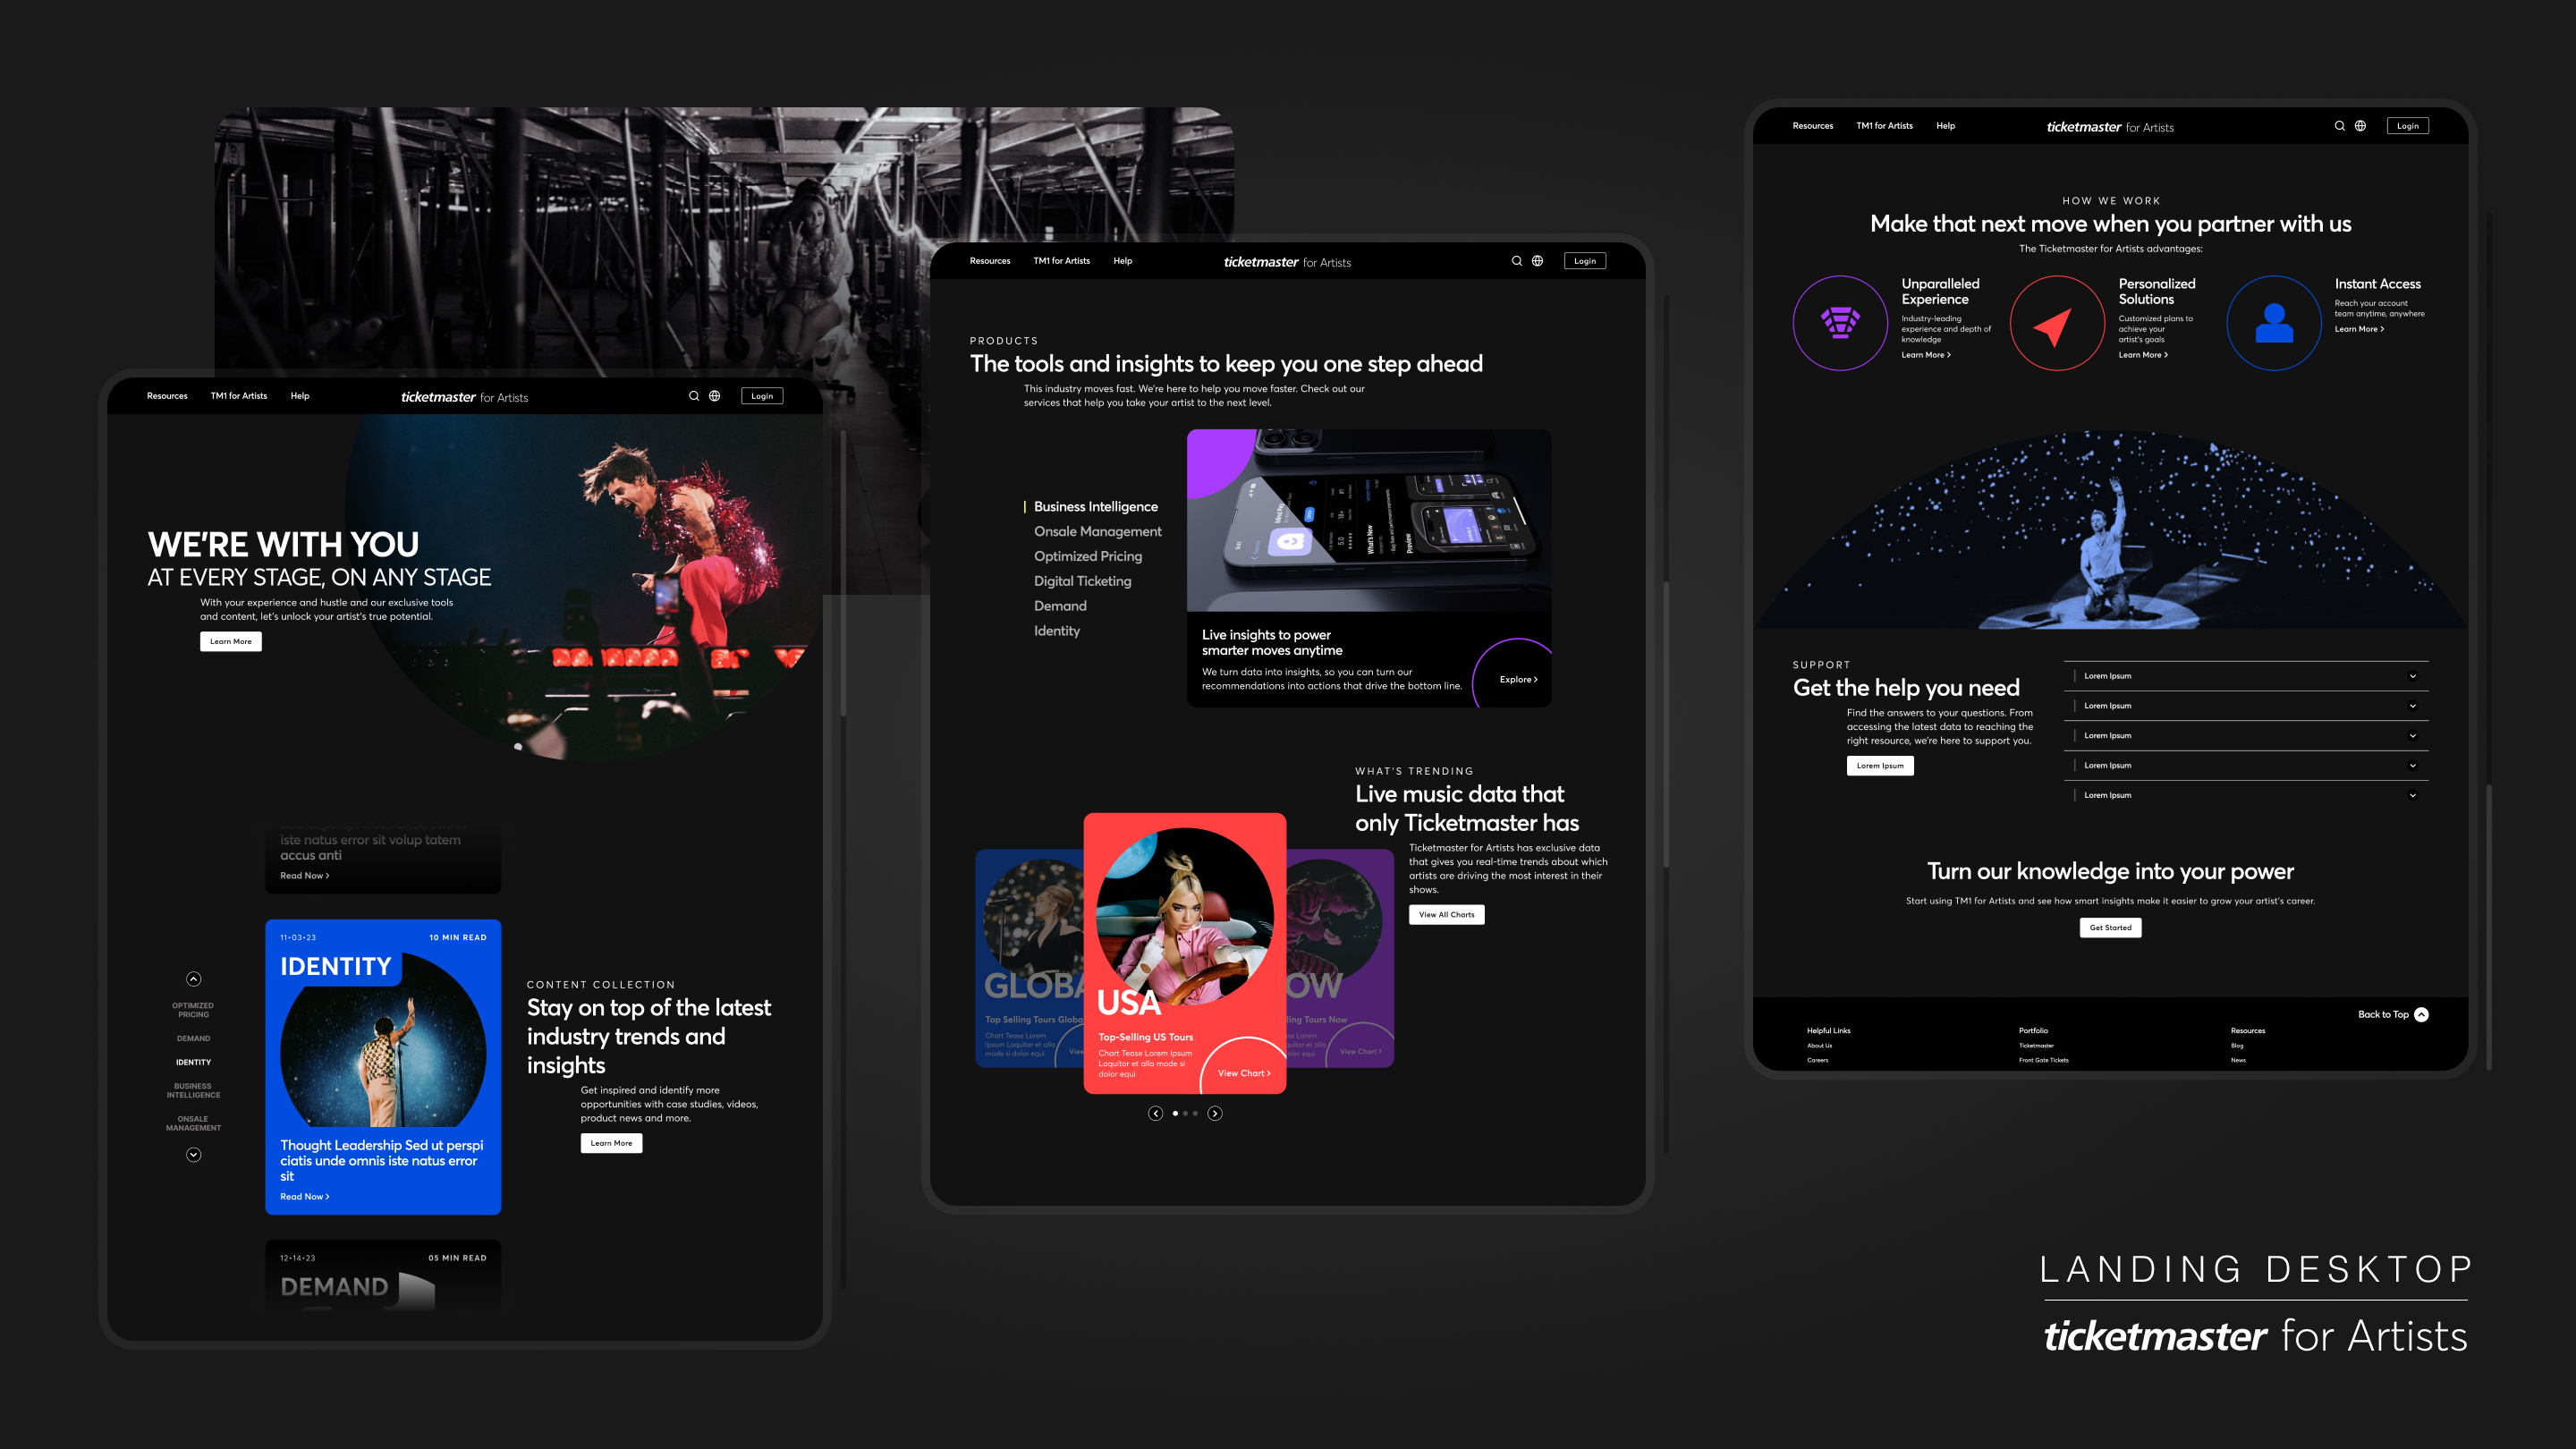 Resources TM1 for Artists Help ticketmaster for Artists Login
WE'RE WITH YOU
AT EVERY STAGE, ON ANY STAGE
With your experience and hustle and our exclusive tools
and content, let's unlock your artist's true potential.
Learn More
iste natus error sit volup tatem
accus anti
Read Now
OPTIMIZED
PRICING
DEMAND
IDENTITY
BUSINESS
INTELLIGENCE
ONSALE
MANAGEMENT
11•03•23 10 MIN READ
IDENTITY
Thought Leadership Sed ut perspi
ciatis unde omnis iste natus error
sit
Read Now
12•14•23 05 MIN READ
DEMAND
CONTENT COLLECTION
Stay on top of the latest
industry trends and
insights
Get inspired and identify more
opportunities with case studies, videos,
product news and more.
Learn More
Resources TM1 for Artists Help ticketmaster for Artists Login
PRODUCTS
The tools and insights to keep you one step ahead
This industry moves fast. We're here to help you move faster. Check out our
services that help you take your artist to the next level.
Business Intelligence
Onsale Management
Optimized Pricing
Digital Ticketing
Demand
Identity
What's New
Preview
Live insights to power
smarter moves anytime
We turn data into insights, so you can turn our
recommendations into actions that drive the bottom line.
Explore
WHAT'S TRENDING
Live music data that
only Ticketmaster has
Ticketmaster for Artists has exclusive data
that gives you real-time trends about which
artists are driving the most interest in their
shows.
View All Charts
GLOBA
Top Selling Tours Globa
Chart Tease Lorem
Ipsum Loquitur et alla
mode si dolor equi
View
USA
Top-Selling US Tours
Chart Tease Lorem Ipsum
Loquitur et alla mode si
dolor equi
View Chart
OW
ling Tours Now
View Chart
Resources TM1 for Artists Help ticketmaster for Artists Login
HOW WE WORK
Make that next move when you partner with us
The Ticketmaster for Artists advantages:
Unparalleled
Experience
Industry-leading
experience and depth of
knowledge
Learn More
Personalized
Solutions
Customized plans to
achieve your
artist's goals
Learn More
Instant Access
Reach your account
team anytime, anywhere
Learn More
SUPPORT
Get the help you need
Find the answers to your questions. From
accessing the latest data to reaching the
right resource, we're here to support you.
Lorem Ipsum
Lorem Ipsum
Lorem Ipsum
Lorem Ipsum
Lorem Ipsum
Lorem Ipsum
Turn our knowledge into your power
Start using TM1 for Artists and see how smart insights make it easier to grow your artist's career.
Get Started
Back to Top
Helpful Links Portfolio Resources
About Us Ticketmaster Blog
Careers Front Gate Tickets News
LANDING DESKTOP
ticketmaster for Artists